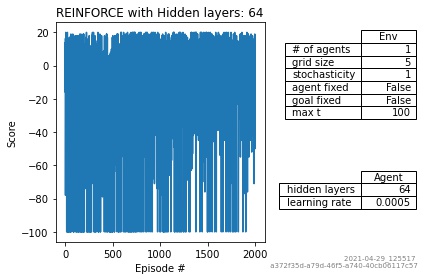 REINFORCE with Hidden layers: 64
20
0
−20
−40
−60
−80
−100
Score
0
500
1000
1500
2000
Episode #
Env
# of agents 1
grid size 5
stochasticity 1
agent fixed False
goal fixed False
max t 100
Agent
hidden layers 64
learning rate 0.0005
2021-04-29_125517
a372f35d-a79d-46f5-a740-40cb06117c57